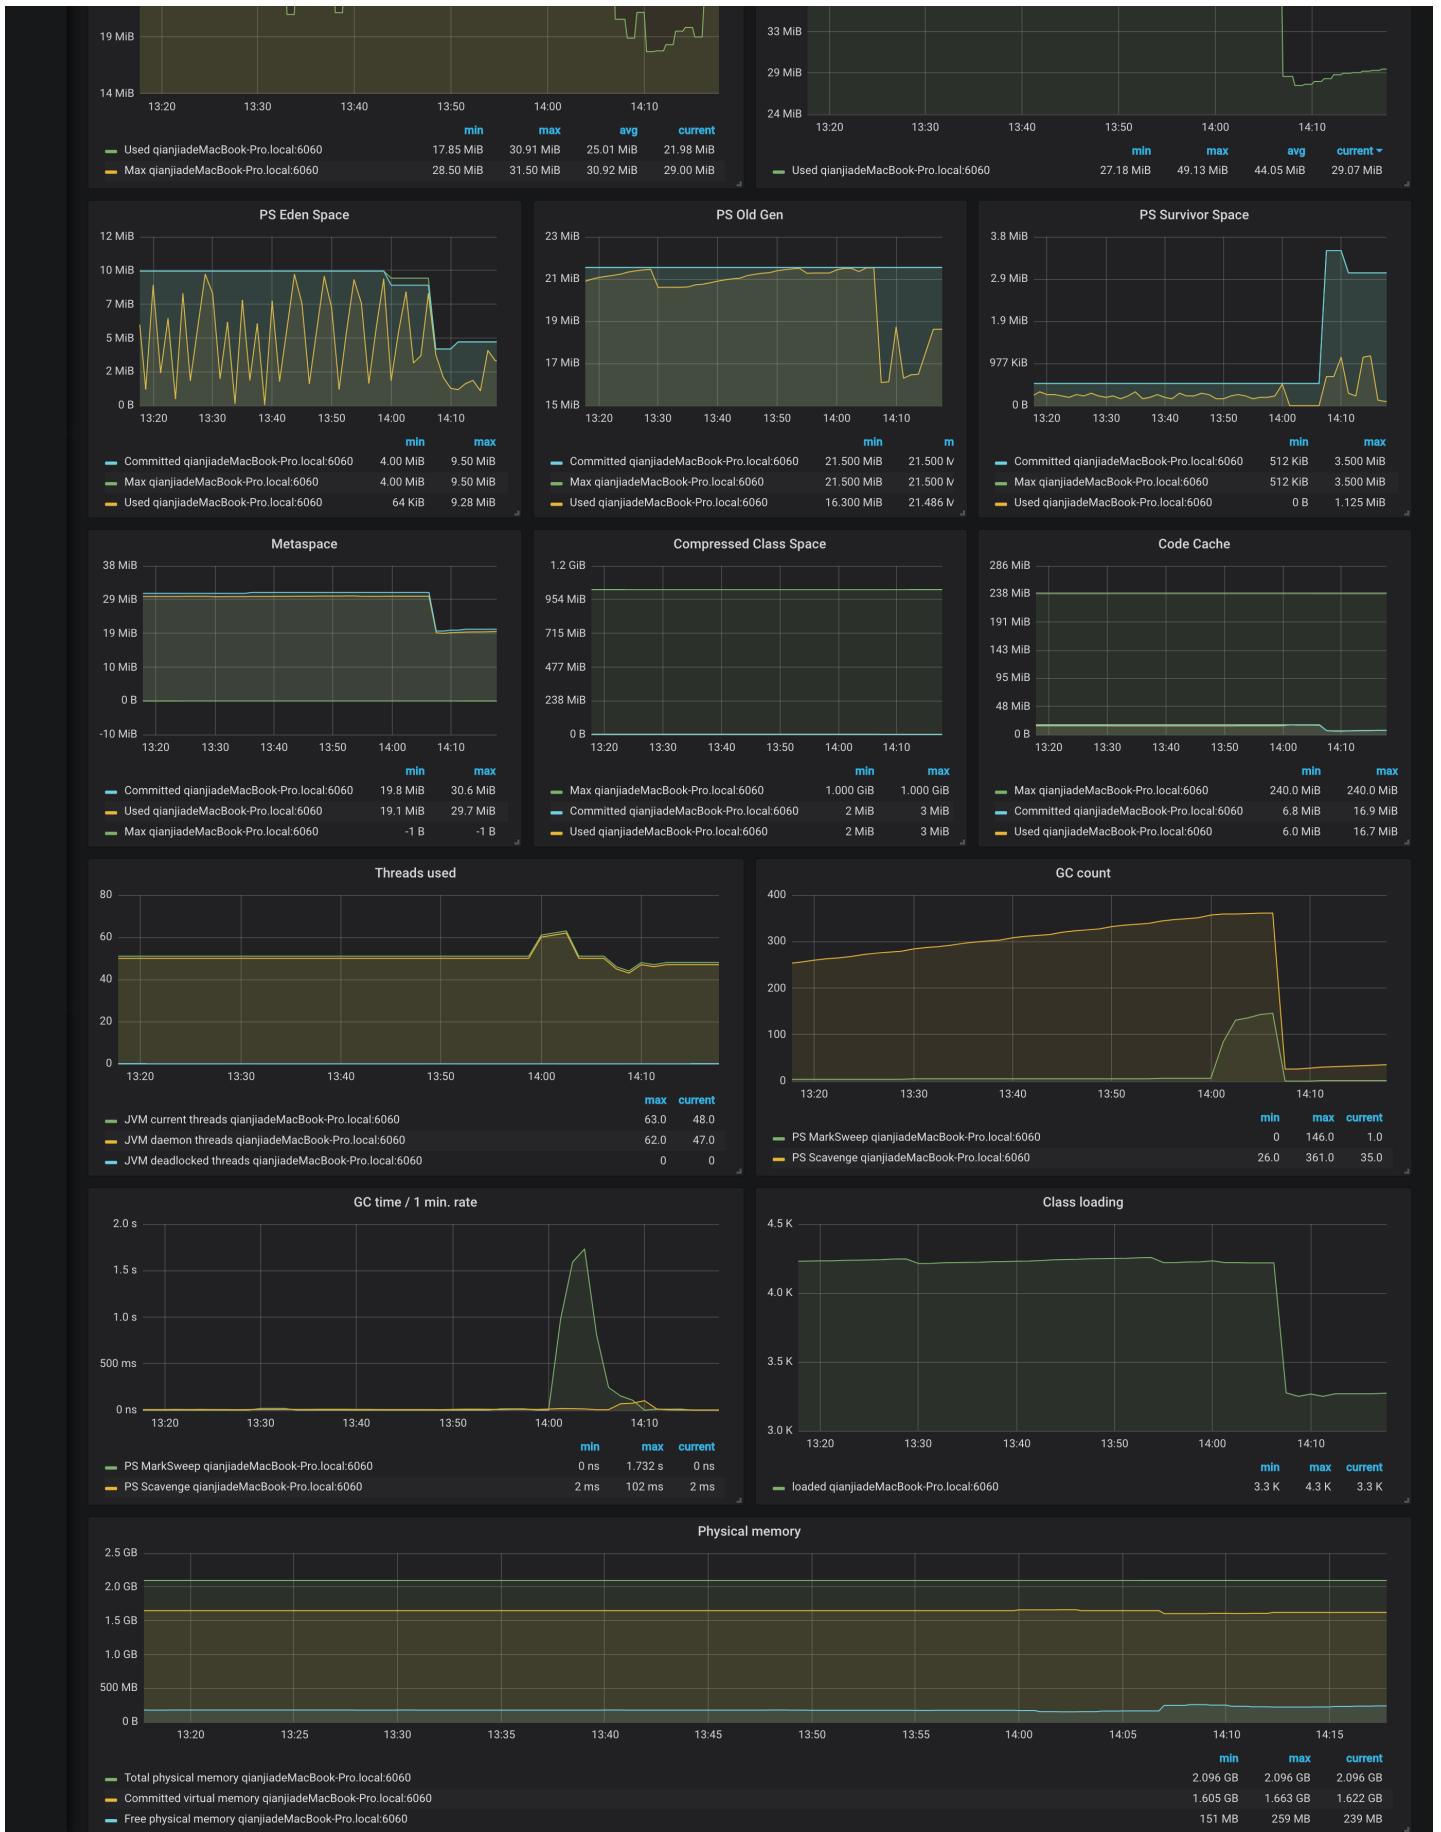 19 MiB
14 MiB
13:20 13:30 13:40 13:50 14:00 14:10
min max avg current
Used qianjiadeMacBook-Pro.local:6060 17.85 MiB 30.91 MiB 25.01 MiB 21.98 MiB
Max qianjiadeMacBook-Pro.local:6060 28.50 MiB 31.50 MiB 30.92 MiB 29.00 MiB
33 MiB
29 MiB
24 MiB
13:20 13:30 13:40 13:50 14:00 14:10
min max avg current
Used qianjiadeMacBook-Pro.local:6060 27.18 MiB 49.13 MiB 44.05 MiB 29.07 MiB
PS Eden Space
12 MiB
10 MiB
7 MiB
5 MiB
2 MiB
0 B
13:20 13:30 13:40 13:50 14:00 14:10
min max
Committed qianjiadeMacBook-Pro.local:6060 4.00 MiB 9.50 MiB
Max qianjiadeMacBook-Pro.local:6060 4.00 MiB 9.50 MiB
Used qianjiadeMacBook-Pro.local:6060 64 KiB 9.28 MiB
PS Old Gen
23 MiB
21 MiB
19 MiB
17 MiB
15 MiB
13:20 13:30 13:40 13:50 14:00 14:10
min m
Committed qianjiadeMacBook-Pro.local:6060 21.500 MiB 21.500 M
Max qianjiadeMacBook-Pro.local:6060 21.500 MiB 21.500 M
Used qianjiadeMacBook-Pro.local:6060 16.300 MiB 21.486 M
PS Survivor Space
3.8 MiB
2.9 MiB
1.9 MiB
977 KiB
0 B
13:20 13:30 13:40 13:50 14:00 14:10
min max
Committed qianjiadeMacBook-Pro.local:6060 512 KiB 3.500 MiB
Max qianjiadeMacBook-Pro.local:6060 512 KiB 3.500 MiB
Used qianjiadeMacBook-Pro.local:6060 0 B 1.125 MiB
Metaspace
38 MiB
29 MiB
19 MiB
10 MiB
0 B
-10 MiB
13:20 13:30 13:40 13:50 14:00 14:10
min max
Committed qianjiadeMacBook-Pro.local:6060 19.8 MiB 30.6 MiB
Used qianjiadeMacBook-Pro.local:6060 19.1 MiB 29.7 MiB
Max qianjiadeMacBook-Pro.local:6060 -1 B -1 B
Compressed Class Space
1.2 GiB
954 MiB
715 MiB
477 MiB
238 MiB
0 B
13:20 13:30 13:40 13:50 14:00 14:10
min max
Max qianjiadeMacBook-Pro.local:6060 1.000 GiB 1.000 GiB
Committed qianjiadeMacBook-Pro.local:6060 2 MiB 3 MiB
Used qianjiadeMacBook-Pro.local:6060 2 MiB 3 MiB
Code Cache
286 MiB
238 MiB
191 MiB
143 MiB
95 MiB
48 MiB
0 B
13:20 13:30 13:40 13:50 14:00 14:10
min max
Max qianjiadeMacBook-Pro.local:6060 240.0 MiB 240.0 MiB
Committed qianjiadeMacBook-Pro.local:6060 6.8 MiB 16.9 MiB
Used qianjiadeMacBook-Pro.local:6060 6.0 MiB 16.7 MiB
Threads used
80
60
40
20
0
13:20 13:30 13:40 13:50 14:00 14:10
max current
JVM current threads qianjiadeMacBook-Pro.local:6060 63.0 48.0
JVM daemon threads qianjiadeMacBook-Pro.local:6060 62.0 47.0
JVM deadlocked threads qianjiadeMacBook-Pro.local:6060 0 0
GC count
400
300
200
100
0
13:20 13:30 13:40 13:50 14:00 14:10
min max current
PS MarkSweep qianjiadeMacBook-Pro.local:6060 0 146.0 1.0
PS Scavenge qianjiadeMacBook-Pro.local:6060 26.0 361.0 35.0
GC time / 1 min. rate
2.0 s
1.5 s
1.0 s
500 ms
0 ns
13:20 13:30 13:40 13:50 14:00 14:10
min max current
PS MarkSweep qianjiadeMacBook-Pro.local:6060 0 ns 1.732 s 0 ns
PS Scavenge qianjiadeMacBook-Pro.local:6060 2 ms 102 ms 2 ms
Class loading
4.5 K
4.0 K
3.5 K
3.0 K
13:20 13:30 13:40 13:50 14:00 14:10
min max current
loaded qianjiadeMacBook-Pro.local:6060 3.3 K 4.3 K 3.3 K
Physical memory
2.5 GB
2.0 GB
1.5 GB
1.0 GB
500 MB
0 B
13:20 13:25 13:30 13:35 13:40 13:45 13:50 13:55 14:00 14:05 14:10 14:15
min max current
Total physical memory qianjiadeMacBook-Pro.local:6060 2.096 GB 2.096 GB 2.096 GB
Committed virtual memory qianjiadeMacBook-Pro.local:6060 1.605 GB 1.663 GB 1.622 GB
Free physical memory qianjiadeMacBook-Pro.local:6060 151 MB 259 MB 239 MB